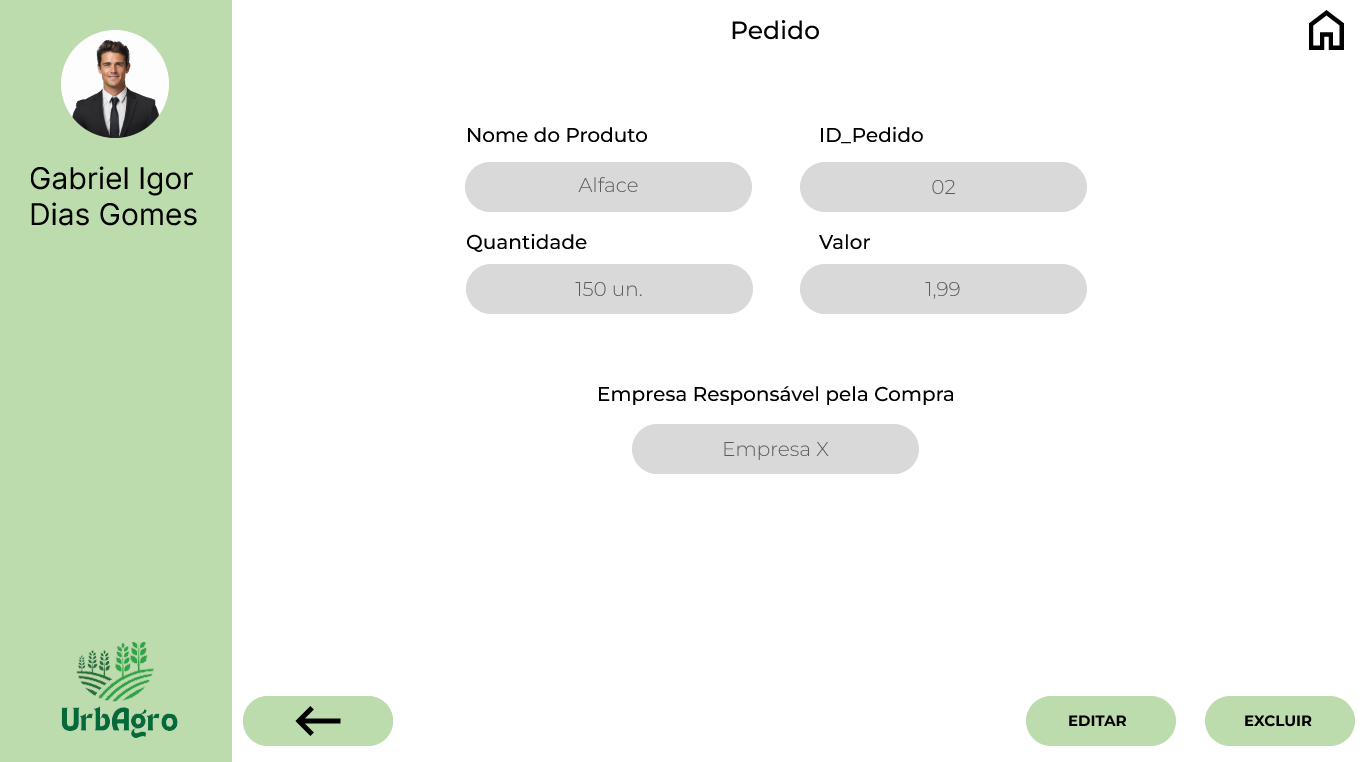 Pedido
Gabriel Igor
Dias Gomes
Nome do Produto
ID_Pedido
Alface
02
Quantidade
Valor
150 un.
1,99
Empresa Responsável pela Compra
Empresa X
UrbAgro
EDITAR
EXCLUIR